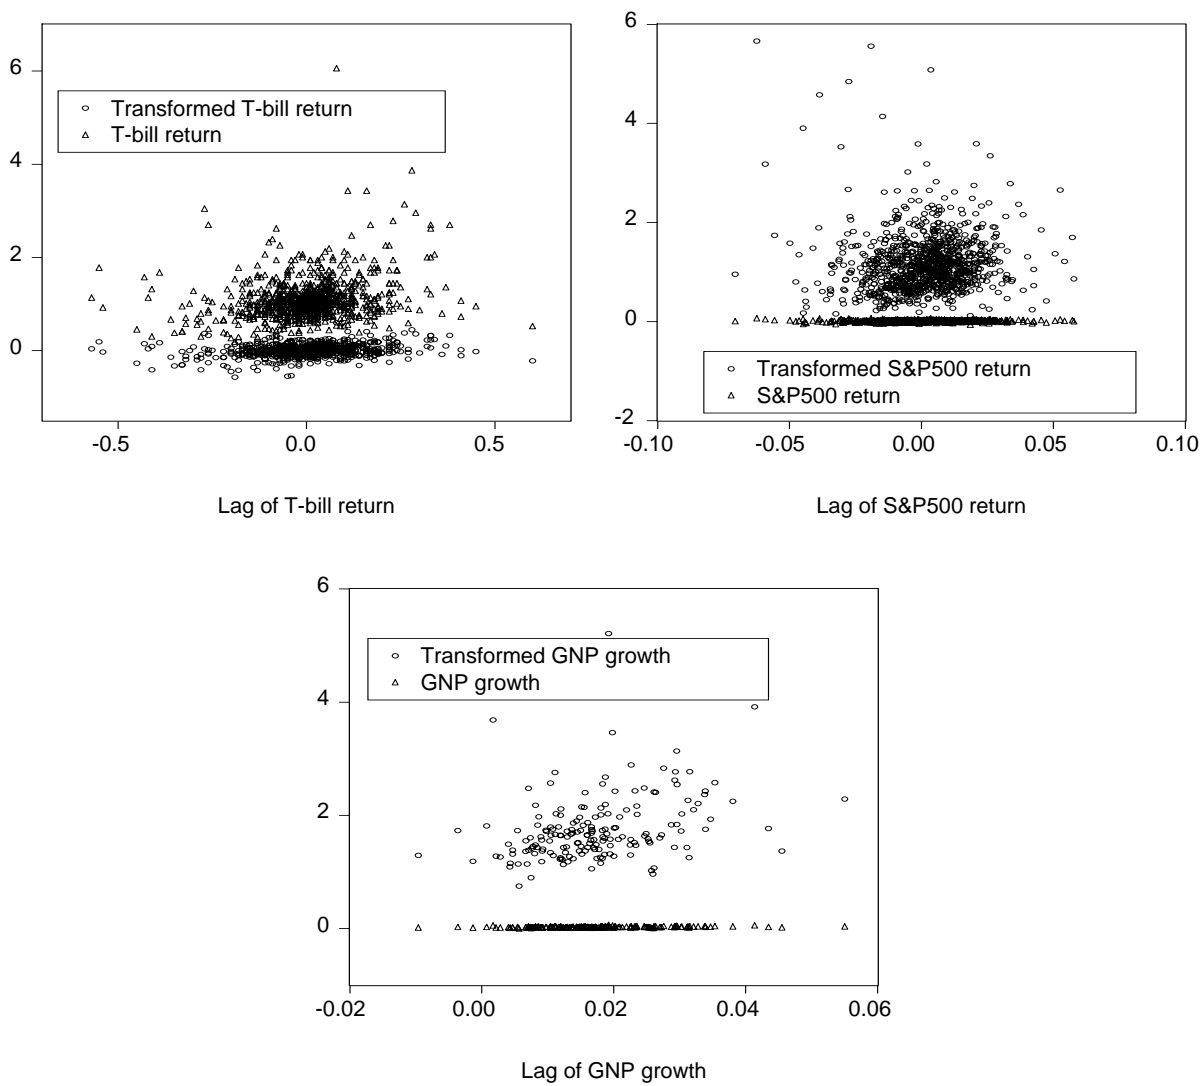 6
4
2
0
Transformed T-bill return
T-bill return
-0.5 0.0 0.5
Lag of T-bill return
6
4
2
0
-2
Transformed S&P500 return
S&P500 return
-0.10 -0.05 0.00 0.05 0.10
Lag of S&P500 return
6
4
2
0
Transformed GNP growth
GNP growth
-0.02 0.00 0.02 0.04 0.06
Lag of GNP growth